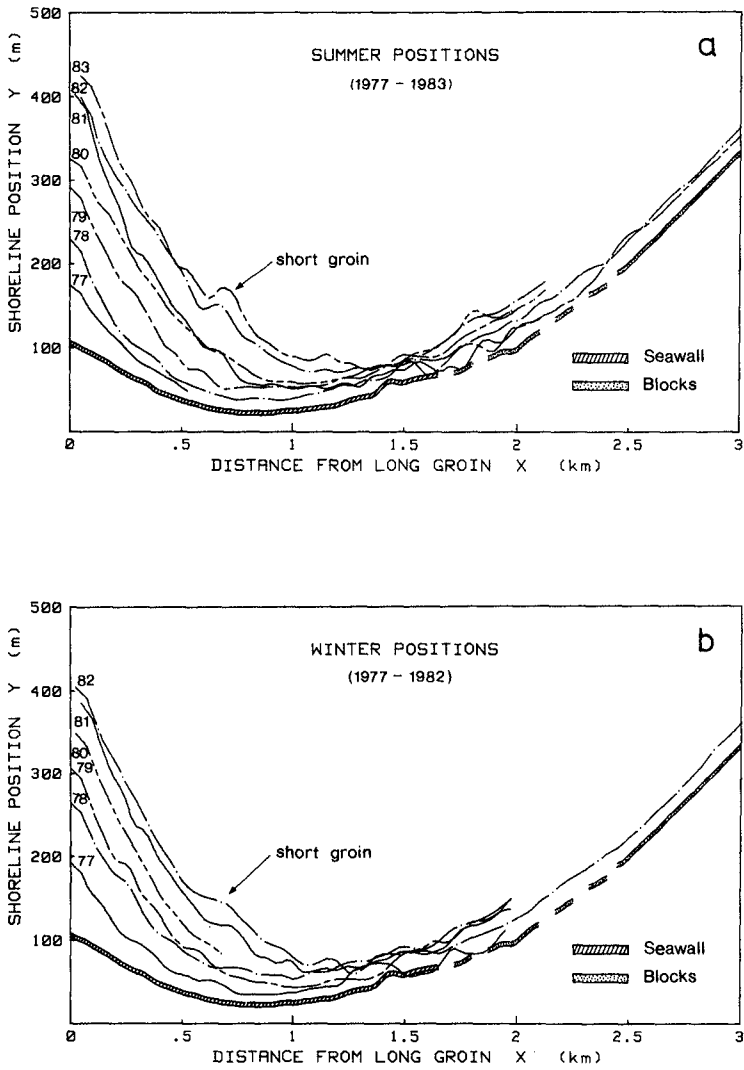 500
SUMMER POSITIONS
a
(1977 - 1983)
SHORELINE POSITION Y (m)
83
400
82
81
80
300
79
78
200
short groin
77
100
Seawall
Blocks
0 .5 1 1.5 2 2.5 3
DISTANCE FROM LONG GROIN X (km)
500
WINTER POSITIONS
b
(1977 - 1982)
SHORELINE POSITION Y (m)
82
400
81
80
300
79
78
200
short groin
77
100
Seawall
Blocks
0 .5 1 1.5 2 2.5 3
DISTANCE FROM LONG GROIN X (km)